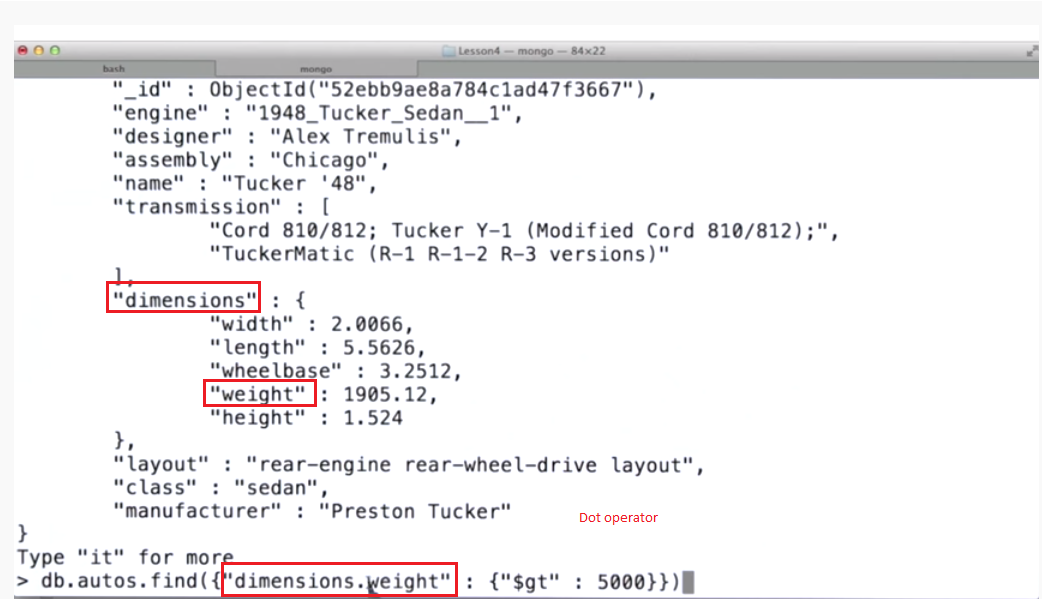 Lesson4 — mongo — 84×22
bash mongo
"_id" : ObjectId("52ebb9ae8a784c1ad47f3667"),
"engine" : "1948_Tucker_Sedan__1",
"designer" : "Alex Tremulis",
"assembly" : "Chicago",
"name" : "Tucker '48",
"transmission" : [
"Cord 810/812; Tucker Y-1 (Modified Cord 810/812);",
"TuckerMatic (R-1 R-1-2 R-3 versions)"
],
"dimensions" : {
"width" : 2.0066,
"length" : 5.5626,
"wheelbase" : 3.2512,
"weight" : 1905.12,
"height" : 1.524
},
"layout" : "rear-engine rear-wheel-drive layout",
"class" : "sedan",
"manufacturer" : "Preston Tucker"
Dot operator
}
Type "it" for more
> db.autos.find({"dimensions.weight" : {"$gt" : 5000}})